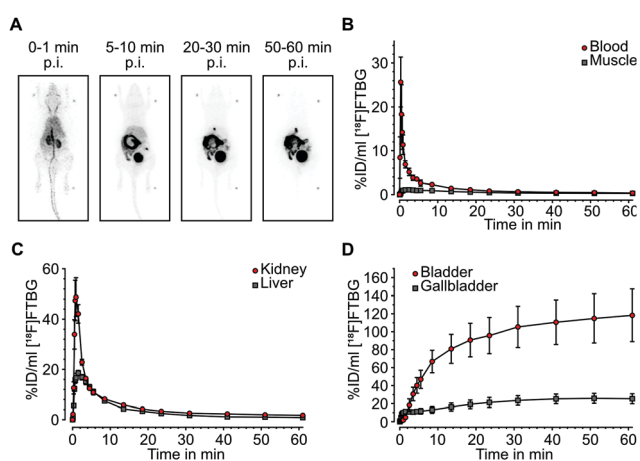 A
0-1 min
p.i.
5-10 min
p.i.
20-30 min
p.i.
50-60 min
p.i.
B
Blood
Muscle
%ID/ml [¹⁸F]FTBG
30
20
10
0
0 10 20 30 40 50 60
Time in min
C
Kidney
Liver
%ID/ml [¹⁸F]FTBG
60
40
20
0
0 10 20 30 40 50 60
Time in min
D
Bladder
Gallbladder
%ID/ml [¹⁸F]FTBG
160
140
120
100
80
60
40
20
0
0 10 20 30 40 50 60
Time in min